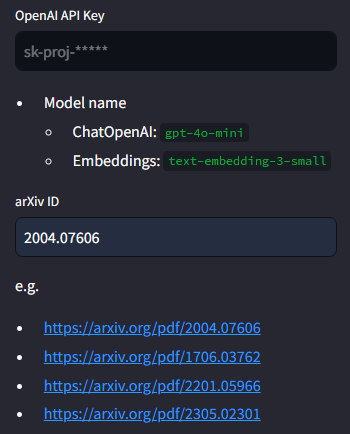 OpenAI API Key
sk-proj-*****
Model name
ChatOpenAI: gpt-4o-mini
Embeddings: text-embedding-3-small
arXiv ID
2004.07606
e.g.
https://arxiv.org/pdf/2004.07606
https://arxiv.org/pdf/1706.03762
https://arxiv.org/pdf/2201.05966
https://arxiv.org/pdf/2305.02301